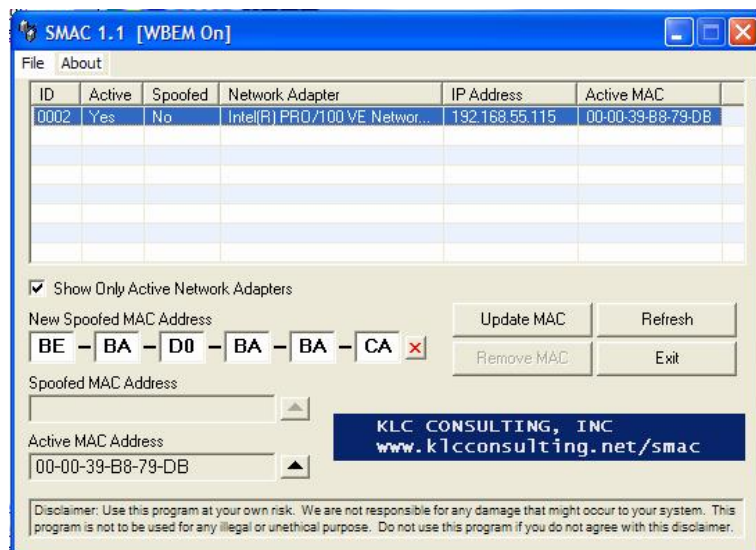 SMAC 1.1 [WBEM On]
File About
ID Active Spoofed Network Adapter IP Address Active MAC
0002 Yes No Intel(R) PRO/100 VE Networ... 192.168.55.115 00-00-39-B8-79-DB
Show Only Active Network Adapters
New Spoofed MAC Address
BE - BA - D0 - BA - BA - CA
Update MAC Refresh
Remove MAC Exit
Spoofed MAC Address
KLC CONSULTING, INC
www.klcconsulting.net/smac
Active MAC Address
00-00-39-B8-79-DB
Disclaimer: Use this program at your own risk. We are not responsible for any damage that might occur to your system. This
program is not to be used for any illegal or unethical purpose. Do not use this program if you do not agree with this disclaimer.